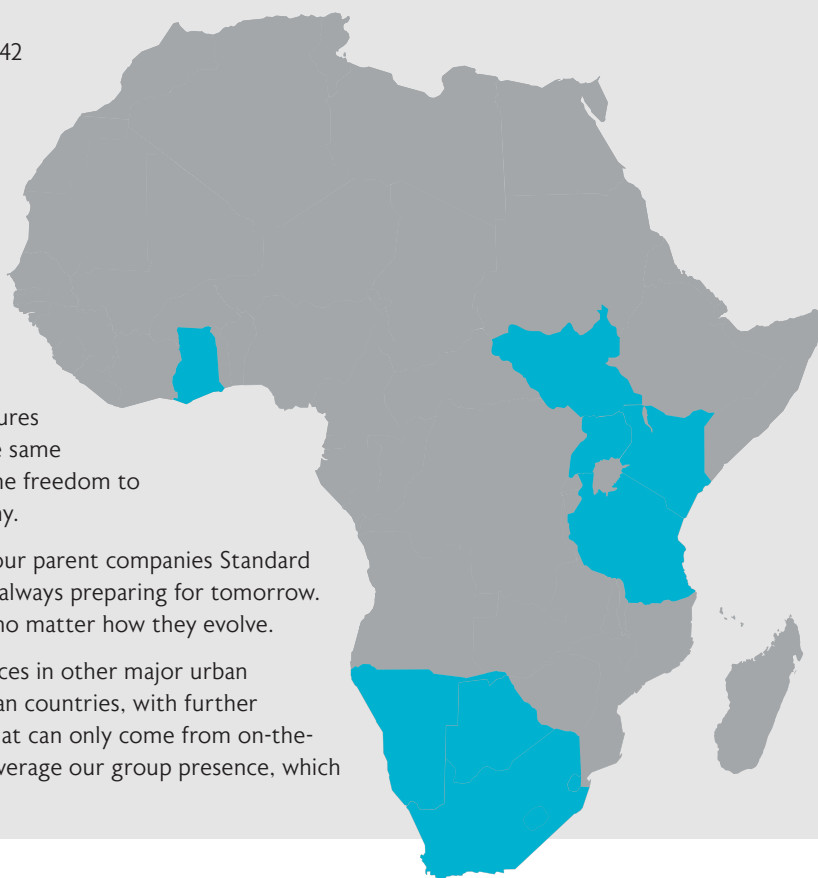 42
ures
same
ne freedom to
y.
our parent companies Standard
always preparing for tomorrow.
no matter how they evolve.
ces in other major urban
an countries, with further
at can only come from on-the-
verage our group presence, which